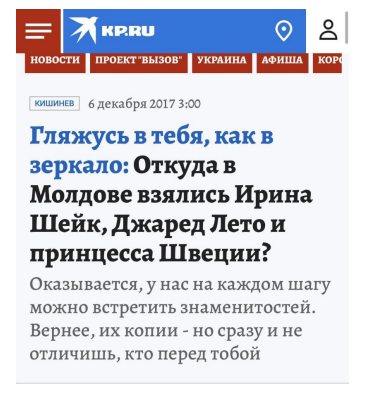 KP.RU
НОВОСТИ ПРОЕКТ "ВЫЗОВ" УКРАИНА АФИША КОРО
КИШИНЕВ 6 декабря 2017 3:00
Гляжусь в тебя, как в
зеркало: Откуда в
Молдове взялись Ирина
Шейк, Джаред Лето и
принцесса Швеции?
Оказывается, у нас на каждом шагу
можно встретить знаменитостей.
Вернее, их копии - но сразу и не
отличишь, кто перед тобой